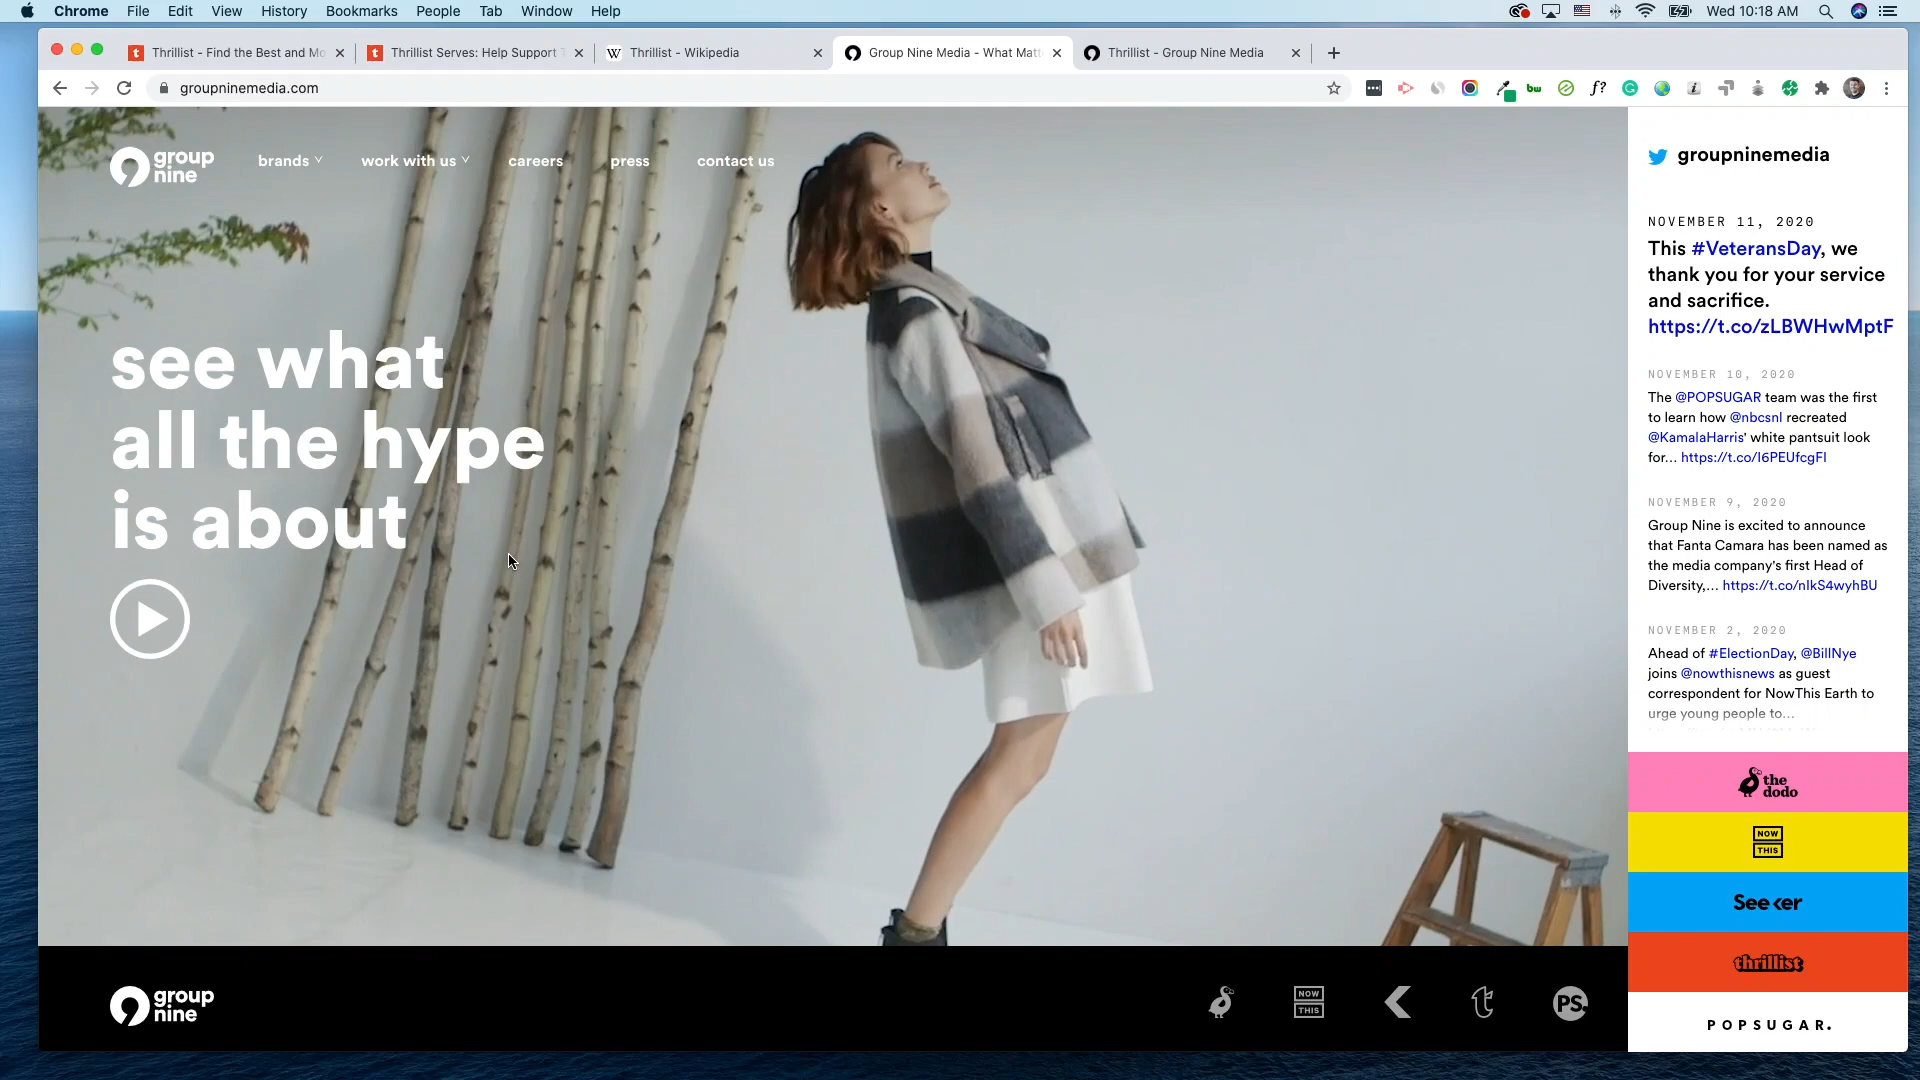 Chrome File Edit View History Bookmarks People Tab Window Help Wed 10:18 AM
Thrillist - Find the Best and Mo
Thrillist Serves: Help Support
Thrillist - Wikipedia
Group Nine Media - What Matt
Thrillist - Group Nine Media
groupninemedia.com
group
nine
brands work with us careers press contact us
see what
all the hype
is about
groupninemedia
NOVEMBER 11, 2020
This #VeteransDay, we
thank you for your service
and sacrifice.
https://t.co/zLBWHwMptF
NOVEMBER 10, 2020
The @POPSUGAR team was the first
to learn how @nbcsnl recreated
@KamalaHarris' white pantsuit look
for... https://t.co/I6PEUfcgFI
NOVEMBER 9, 2020
Group Nine is excited to announce
that Fanta Camara has been named as
the media company's first Head of
Diversity,... https://t.co/nIkS4wyhBU
NOVEMBER 2, 2020
Ahead of #ElectionDay, @BillNye
joins @nowthisnews as guest
correspondent for NowThis Earth to
urge young people to...
the
dodo
NOW
THIS
Seeker
thrillist
POPSUGAR.
group
nine
NOW
THIS
t
PS.